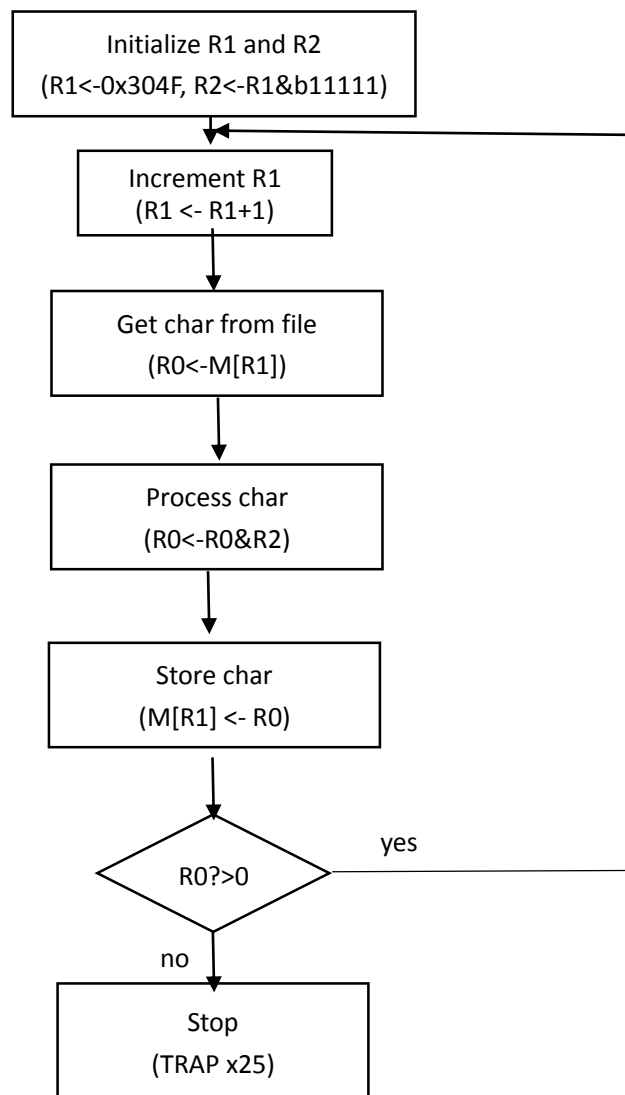 Initialize R1 and R2
(R1<-0x304F, R2<-R1&b11111)
Increment R1
(R1 <- R1+1)
Get char from file
(R0<-M[R1])
Process char
(R0<-R0&R2)
Store char
(M[R1] <- R0)
R0?>0
yes
no
Stop
(TRAP x25)